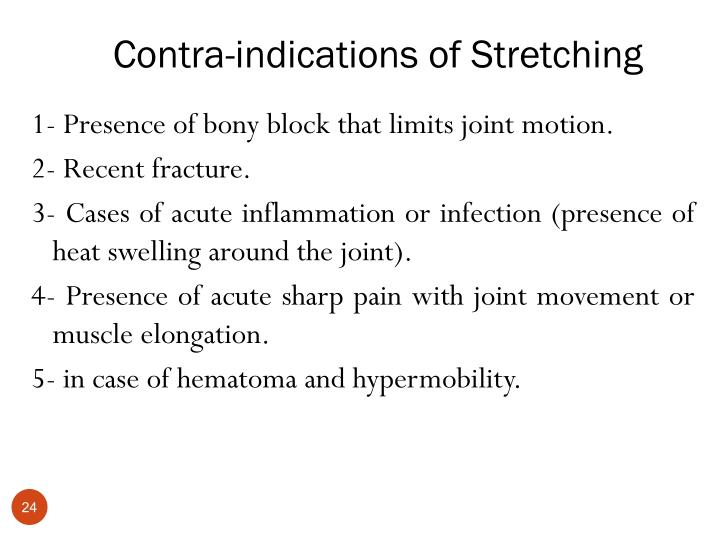 Contra-indications of Stretching
1- Presence of bony block that limits joint motion.
2- Recent fracture.
3- Cases of acute inflammation or infection (presence of
heat swelling around the joint).
4- Presence of acute sharp pain with joint movement or
muscle elongation.
5- in case of hematoma and hypermobility.
24